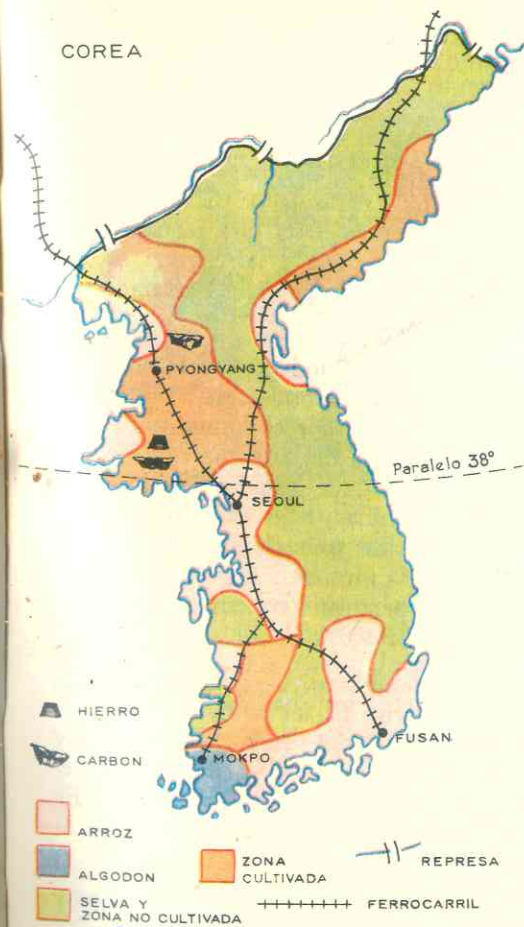 COREA
PYONGYANG
Paralelo 38°
SEOUL
FUSAN
MOKPO
HIERRO
CARBON
ARROZ
ALGODON
SELVA Y
ZONA NO CULTIVADA
ZONA
CULTIVADA
REPRESA
FERROCARRIL